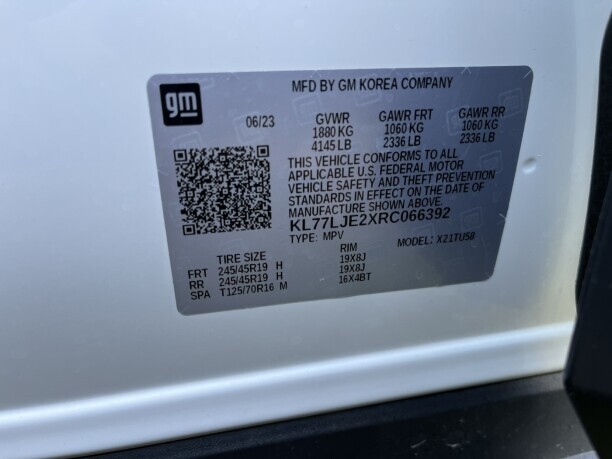 MFD BY GM KOREA COMPANY
gm
06/23 GVWR GAWR FRT GAWR RR
1880 KG 1060 KG 1060 KG
4145 LB 2336 LB 2336 LB
THIS VEHICLE CONFORMS TO ALL
APPLICABLE U.S. FEDERAL MOTOR
VEHICLE SAFETY AND THEFT PREVENTION
STANDARDS IN EFFECT ON THE DATE OF
MANUFACTURE SHOWN ABOVE.
KL77LJE2XRC066392
TYPE: MPV MODEL: X21TU58
TIRE SIZE RIM
FRT 245/45R19 H 19X8J
RR 245/45R19 H 19X8J
SPA T125/70R16 M 16X4BT